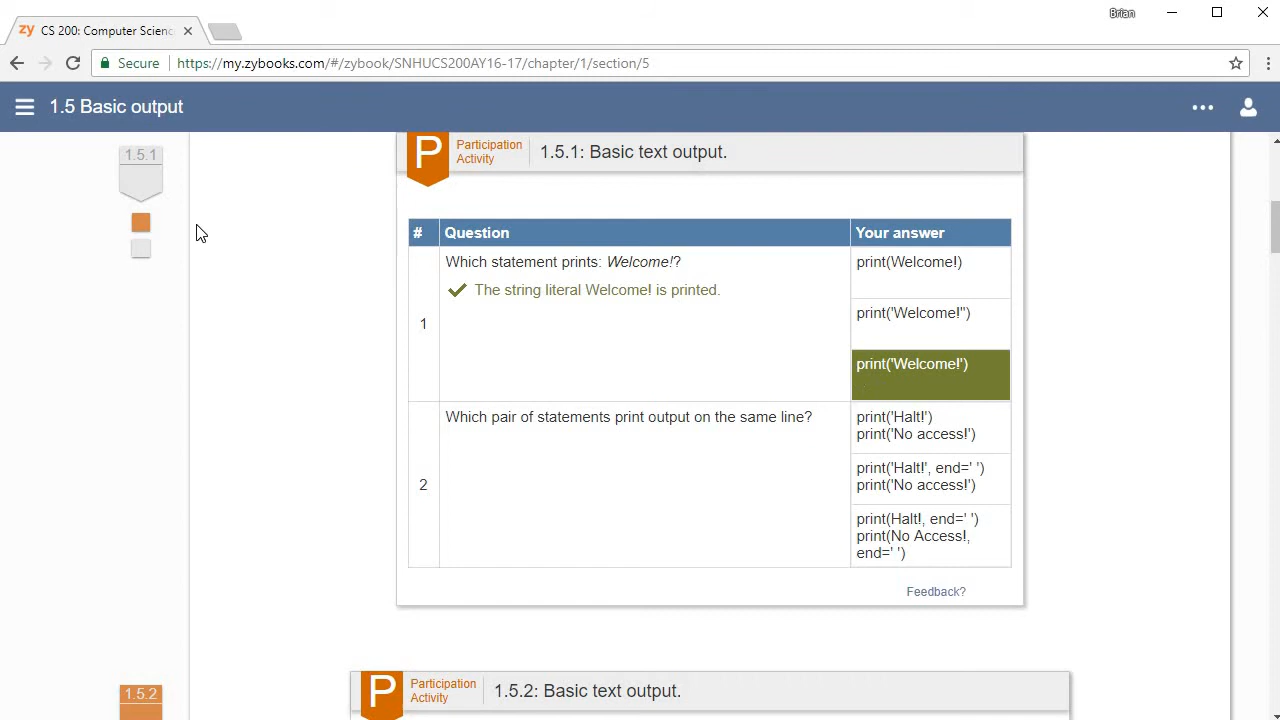 Brian
zy CS 200: Computer Scienc
Secure https://my.zybooks.com/#/zybook/SNHUCS200AY16-17/chapter/1/section/5
1.5 Basic output
1.5.1
P Participation Activity 1.5.1: Basic text output.
# Question Your answer
1
Which statement prints: Welcome!?
The string literal Welcome! is printed.
print(Welcome!)
print('Welcome!")
print('Welcome!')
2
Which pair of statements print output on the same line?
print('Halt!')
print('No access!')
print('Halt!', end=' ')
print('No access!')
print(Halt!, end=' ')
print(No Access!,
end=' ')
Feedback?
1.5.2
P Participation Activity 1.5.2: Basic text output.